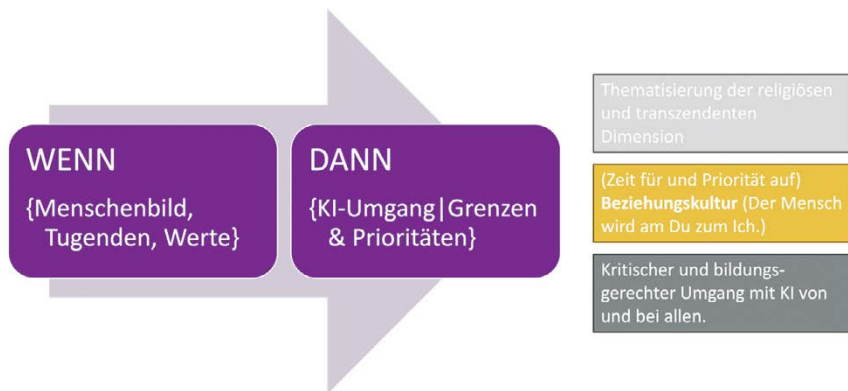 WENN
{Menschenbild,
Tugenden, Werte}
DANN
{KI-Umgang|Grenzen
& Prioritäten}
Thematisierung der religiösen
und transzendenten
Dimension
(Zeit für und Priorität auf)
Beziehungskultur (Der Mensch
wird am Du zum Ich.)
Kritischer und bildungs-
gerechter Umgang mit KI von
und bei allen.